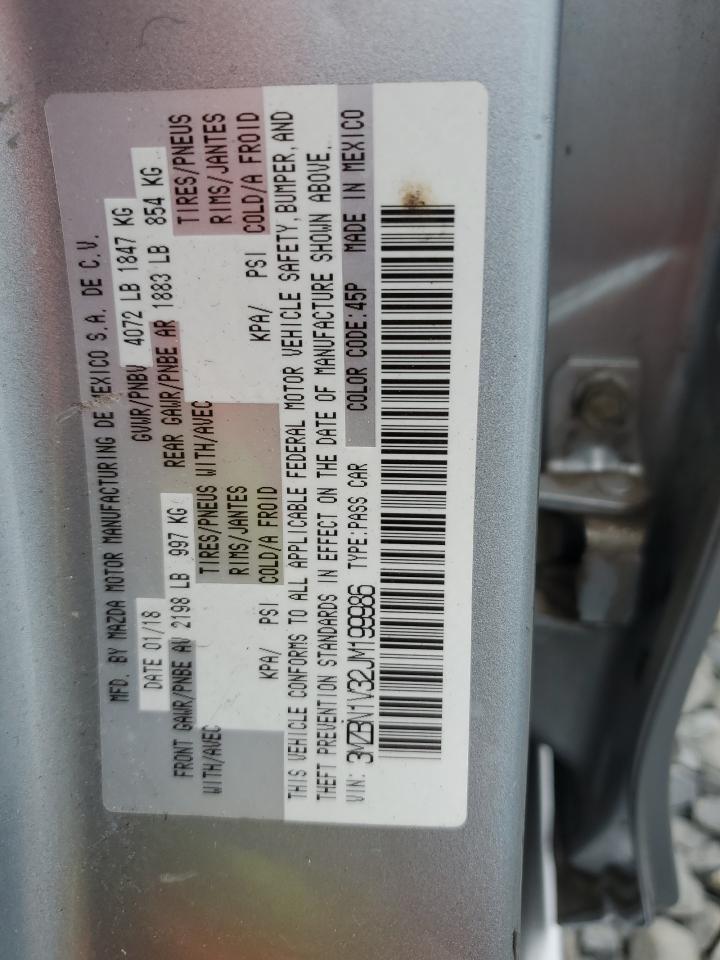 MFD. BY MAZDA MOTOR MANUFACTURING DE MEXICO S.A. DE C.V.
DATE 01/18 GVWR/PNBV 4072 LB 1847 KG
FRONT GAWR/PNBE AV 2198 LB 997 KG REAR GAWR/PNBE AR 1883 LB 854 KG
WITH/AVEC TIRES/PNEUS WITH/AVEC TIRES/PNEUS
RIMS/JANTES RIMS/JANTES
KPA/ PSI COLD/A FROID KPA/ PSI COLD/A FROID
THIS VEHICLE CONFORMS TO ALL APPLICABLE FEDERAL MOTOR VEHICLE SAFETY, BUMPER, AND
THEFT PREVENTION STANDARDS IN EFFECT ON THE DATE OF MANUFACTURE SHOWN ABOVE.
VIN: 3MZBN1V32JM199986 TYPE:PASS CAR COLOR CODE:45P MADE IN MEXICO